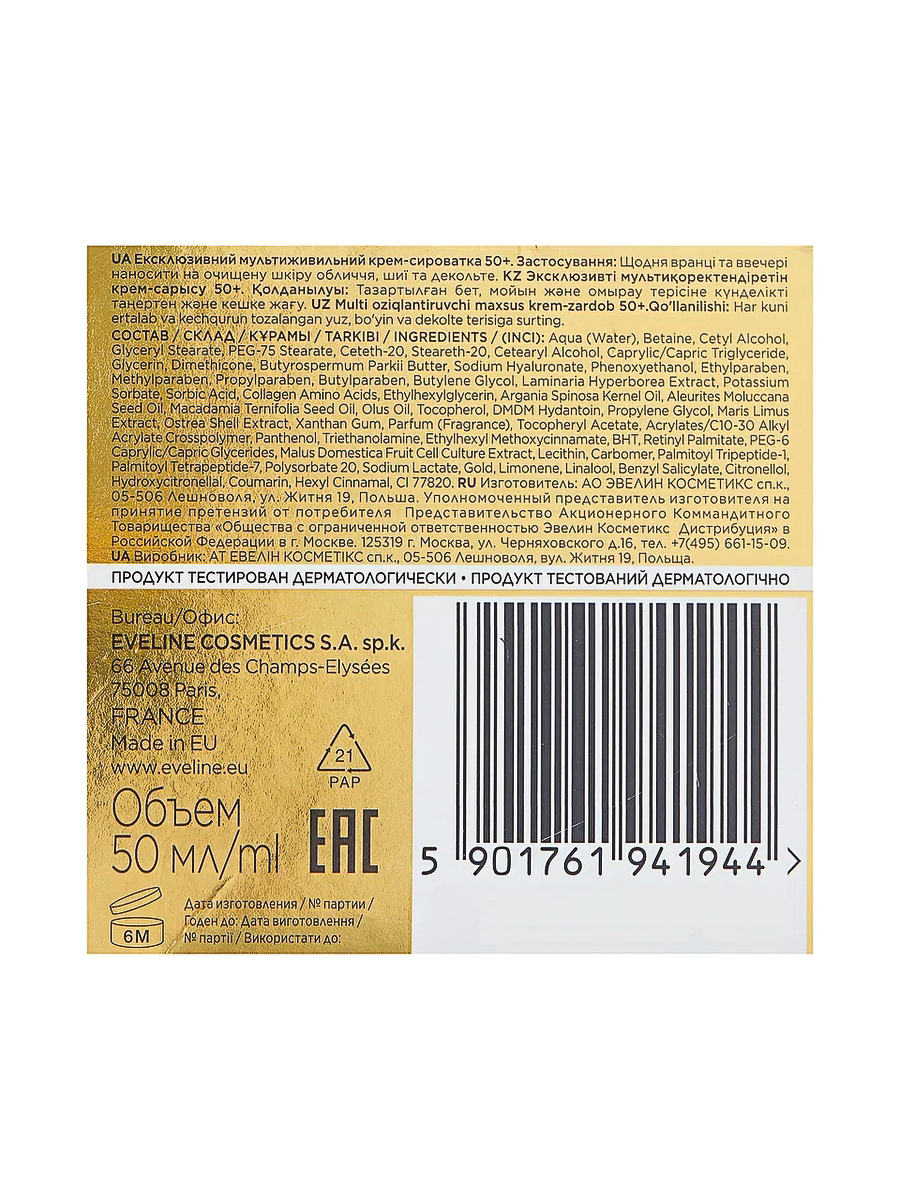 UA Ексклюзивний мультиживильний крем-сироватка 50+. Застосування: Щодня вранці та ввечері
наносити на очищену шкіру обличчя, шиї та декольте. KZ Эксклюзивті мультиқоректендіретін
крем-сарысу 50+. Қолданылуы: Тазартылған бет, мойын және омырау терісіне күнделікті
таңертен және кешке жағу. UZ Multi oziqlantiruvchi maxsus krem-zardob 50+.Qo'llanilishi: Har kuni
ertalab va kechqurun tozalangan yuz, bo'yin va dekolte terisiga surting.
СОСТАВ / СКЛАД / ҚҰРАМЫ / TARKIBI / INGREDIENTS / (INCI): Aqua (Water), Betaine, Cetyl Alcohol,
Glyceryl Stearate, PEG-75 Stearate, Ceteth-20, Steareth-20, Cetearyl Alcohol, Caprylic/Capric Triglyceride,
Glycerin, Dimethicone, Butyrospermum Parkii Butter, Sodium Hyaluronate, Phenoxyethanol, Ethylparaben,
Methylparaben, Propylparaben, Butylparaben, Butylene Glycol, Laminaria Hyperborea Extract, Potassium
Sorbate, Sorbic Acid, Collagen Amino Acids, Ethylhexylglycerin, Argania Spinosa Kernel Oil, Aleurites Moluccana
Seed Oil, Macadamia Ternifolia Seed Oil, Olus Oil, Tocopherol, DMDM Hydantoin, Propylene Glycol, Maris Limus
Extract, Ostrea Shell Extract, Xanthan Gum, Parfum (Fragrance), Tocopheryl Acetate, Acrylates/C10-30 Alkyl
Acrylate Crosspolymer, Panthenol, Triethanolamine, Ethylhexyl Methoxycinnamate, BHT, Retinyl Palmitate, PEG-6
Caprylic/Capric Glycerides, Malus Domestica Fruit Cell Culture Extract, Lecithin, Carbomer, Palmitoyl Tripeptide-1,
Palmitoyl Tetrapeptide-7, Polysorbate 20, Sodium Lactate, Gold, Limonene, Linalool, Benzyl Salicylate, Citronellol,
Hydroxycitronellal, Coumarin, Hexyl Cinnamal, CI 77820. RU Изготовитель: АО ЭВЕЛИН КОСМЕТИКС сп.к.,
05-506 Лешноволя, ул. Житня 19, Польша. Уполномоченный представитель изготовителя на
принятие претензий от потребителя Представительство Акционерного Коммандитного
Товарищества «Общества с ограниченной ответственностью Эвелин Косметикс Дистрибуция» в
Российской Федерации в г. Москве. 125319 г. Москва, ул. Черняховского д.16, тел. +7(495) 661-15-09.
UA Виробник: АТ ЕВЕЛІН КОСМЕТІКС сп.к., 05-506 Лешноволя, вул. Житня 19, Польща.
ПРОДУКТ ТЕСТИРОВАН ДЕРМАТОЛОГИЧЕСКИ • ПРОДУКТ ТЕСТОВАНИЙ ДЕРМАТОЛОГІЧНО
Bureau/Офис:
EVELINE COSMETICS S.A. sp.k.
66 Avenue des Champs-Elysées
75008 Paris,
FRANCE
Made in EU
www.eveline.eu
21
PAP
Объем
50 мл/ml
EAC
5 901761 941944 >
6M
Дата изготовления / № партии /
Годен до: Дата виготовлення /
№ партії / Використати до: